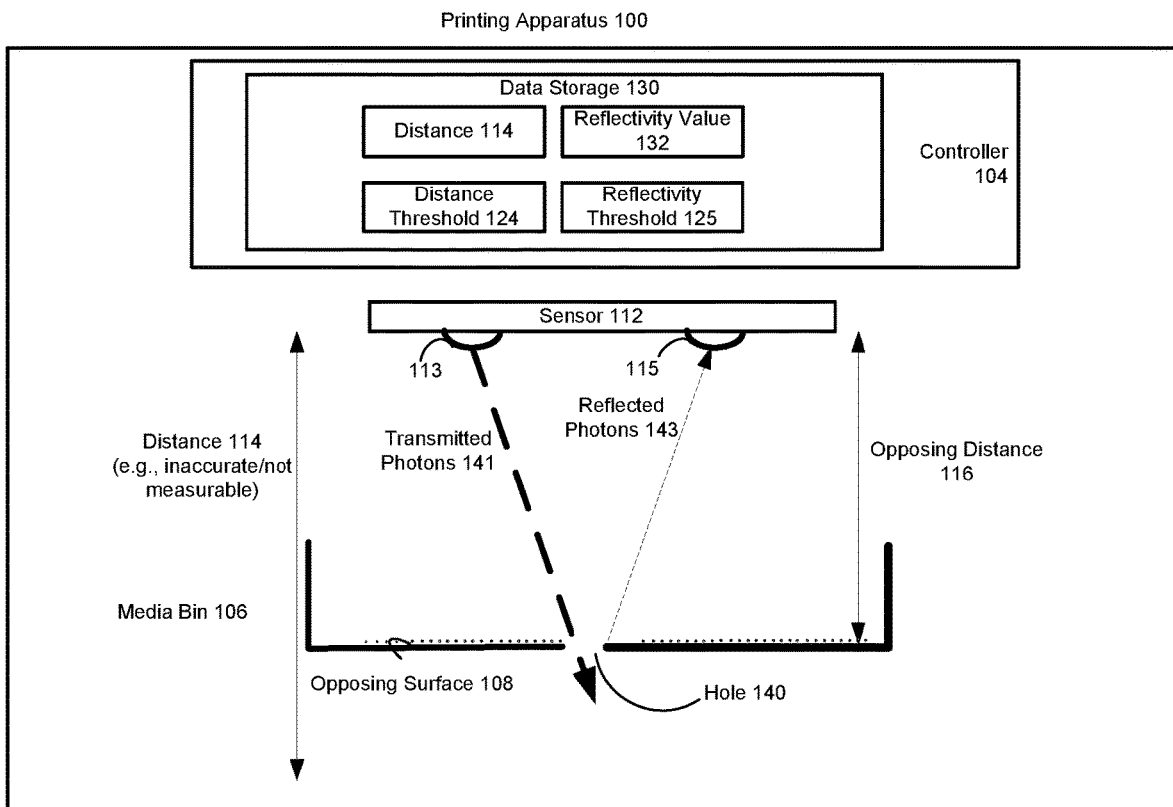 Printing Apparatus 100
Data Storage 130
Distance 114
Reflectivity Value
132
Distance
Threshold 124
Reflectivity
Threshold 125
Controller
104
Sensor 112
113
115
Distance 114
(e.g., inaccurate/not
measurable)
Transmitted
Photons 141
Reflected
Photons 143
Opposing Distance
116
Media Bin 106
Opposing Surface 108
Hole 140